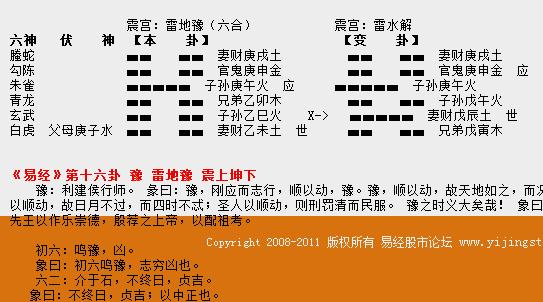 震宫：雷地豫（六合） 震宫：雷水解
六神 伏 神 【本 卦】 【变 卦】
螣蛇 妻财庚戌土 妻财庚戌土
勾陈 官鬼庚申金 官鬼庚申金 应
朱雀 子孙庚午火 应 子孙庚午火
青龙 兄弟乙卯木 子孙戊午火
玄武 子孙乙巳火 X-> 妻财戊辰土 世
白虎 父母庚子水 妻财乙未土 世 兄弟戊寅木
《易经》第十六卦 豫 雷地豫 震上坤下
豫：利建侯行师。 彖曰：豫，刚应而志行，顺以动，豫。豫，顺以动，故天地如之，而况
以顺动，故日月不过，而四时不忒；圣人以顺动，则刑罚清而民服。 豫之时义大矣哉！ 象曰
先王以作乐崇德，殷荐之上帝，以配祖考。
Copyright 2008-2011 版权所有 易经股市论坛 www.yijingst
初六：鸣豫，凶。
象曰：初六鸣豫，志穷凶也。
六二：介于石，不终日，贞吉。
象曰：不终日，贞吉；以中正也。